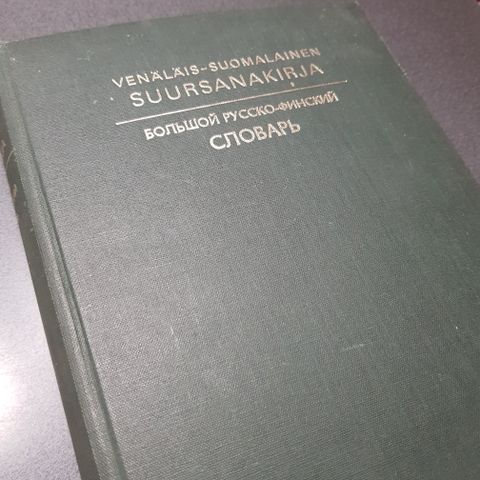 VENÄLÄIS-SUOMALAINEN
SUURSANAKIRJA
БОЛЬШОЙ РУССКО-ФИНСКИЙ
СЛОВАРЬ